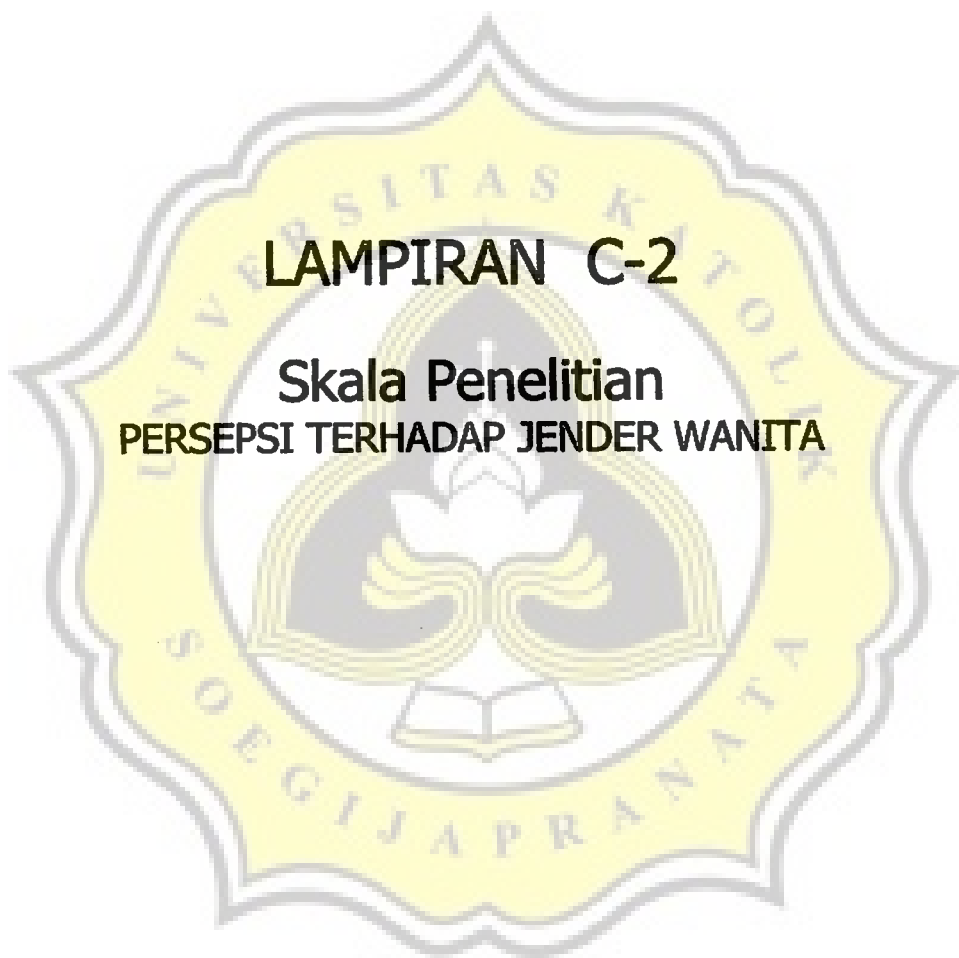 LAMPIRAN C-2
Skala Penelitian
PERSEPSI TERHADAP JENDER WANITA
UNIVERSITAS KATOLIK
SOEGIJAPRANATA